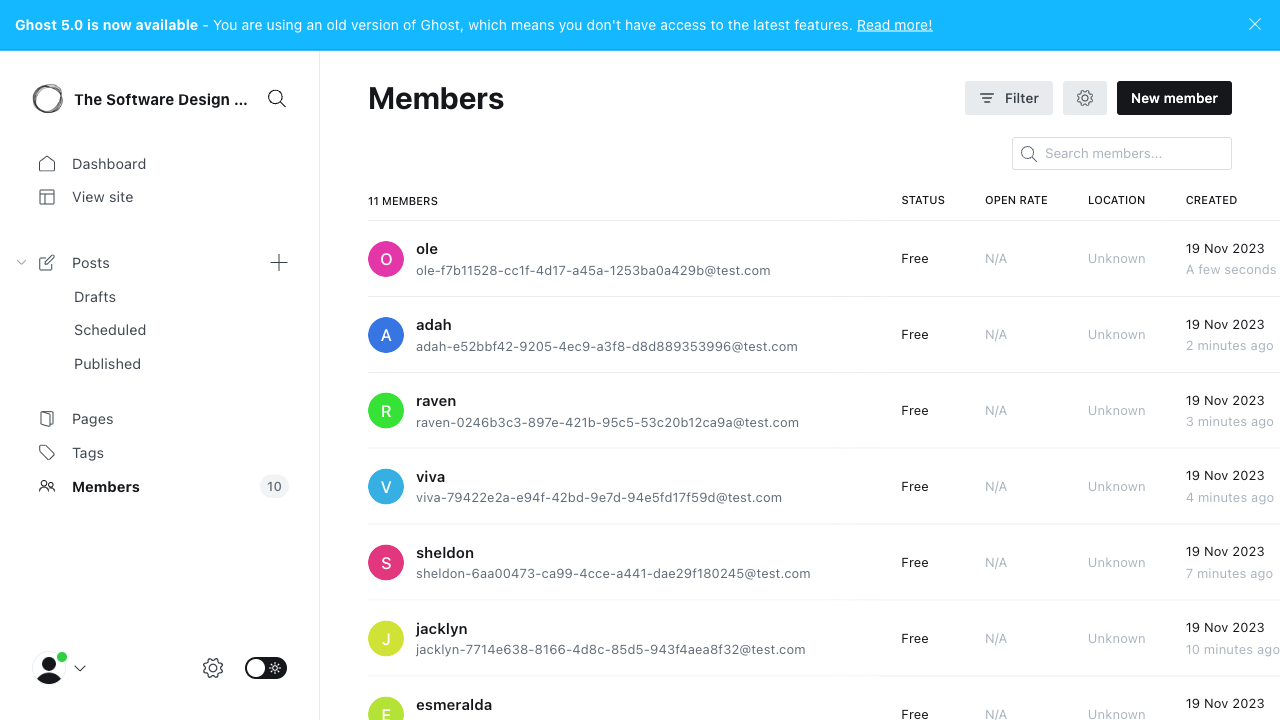 Ghost 5.0 is now available - You are using an old version of Ghost, which means you don't have access to the latest features. Read more!
The Software Design ...
Dashboard
View site
Posts
Drafts
Scheduled
Published
Pages
Tags
Members 10
Members
Filter
New member
Search members...
11 MEMBERS STATUS OPEN RATE LOCATION CREATED
O ole Free N/A Unknown 19 Nov 2023
ole-f7b11528-cc1f-4d17-a45a-1253ba0a429b@test.com A few seconds
A adah Free N/A Unknown 19 Nov 2023
adah-e52bbf42-9205-4ec9-a3f8-d8d889353996@test.com 2 minutes ago
R raven Free N/A Unknown 19 Nov 2023
raven-0246b3c3-897e-421b-95c5-53c20b12ca9a@test.com 3 minutes ago
V viva Free N/A Unknown 19 Nov 2023
viva-79422e2a-e94f-42bd-9e7d-94e5fd17f59d@test.com 4 minutes ago
S sheldon Free N/A Unknown 19 Nov 2023
sheldon-6aa00473-ca99-4cce-a441-dae29f180245@test.com 7 minutes ago
J jacklyn Free N/A Unknown 19 Nov 2023
jacklyn-7714e638-8166-4d8c-85d5-943f4aea8f32@test.com 10 minutes ago
E esmeralda Free N/A Unknown 19 Nov 2023